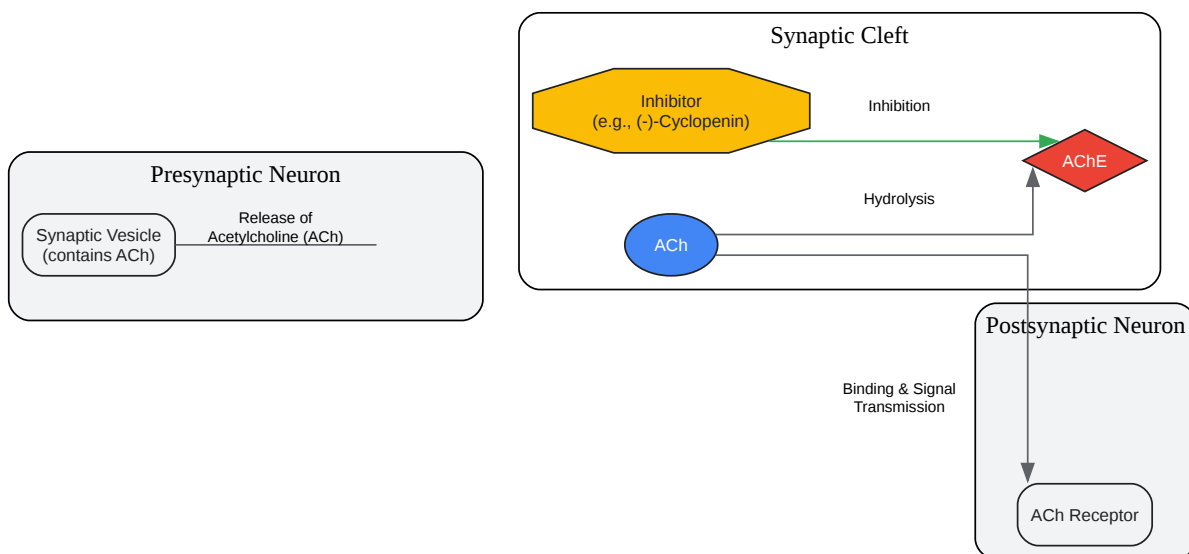 Synaptic Cleft
Inhibitor
(e.g., (-)-Cyclopenin)
Inhibition
AChE
Presynaptic Neuron
Synaptic Vesicle
(contains ACh)
Release of
Acetylcholine (ACh)
Hydrolysis
ACh
Postsynaptic Neuron
Binding & Signal
Transmission
ACh Receptor